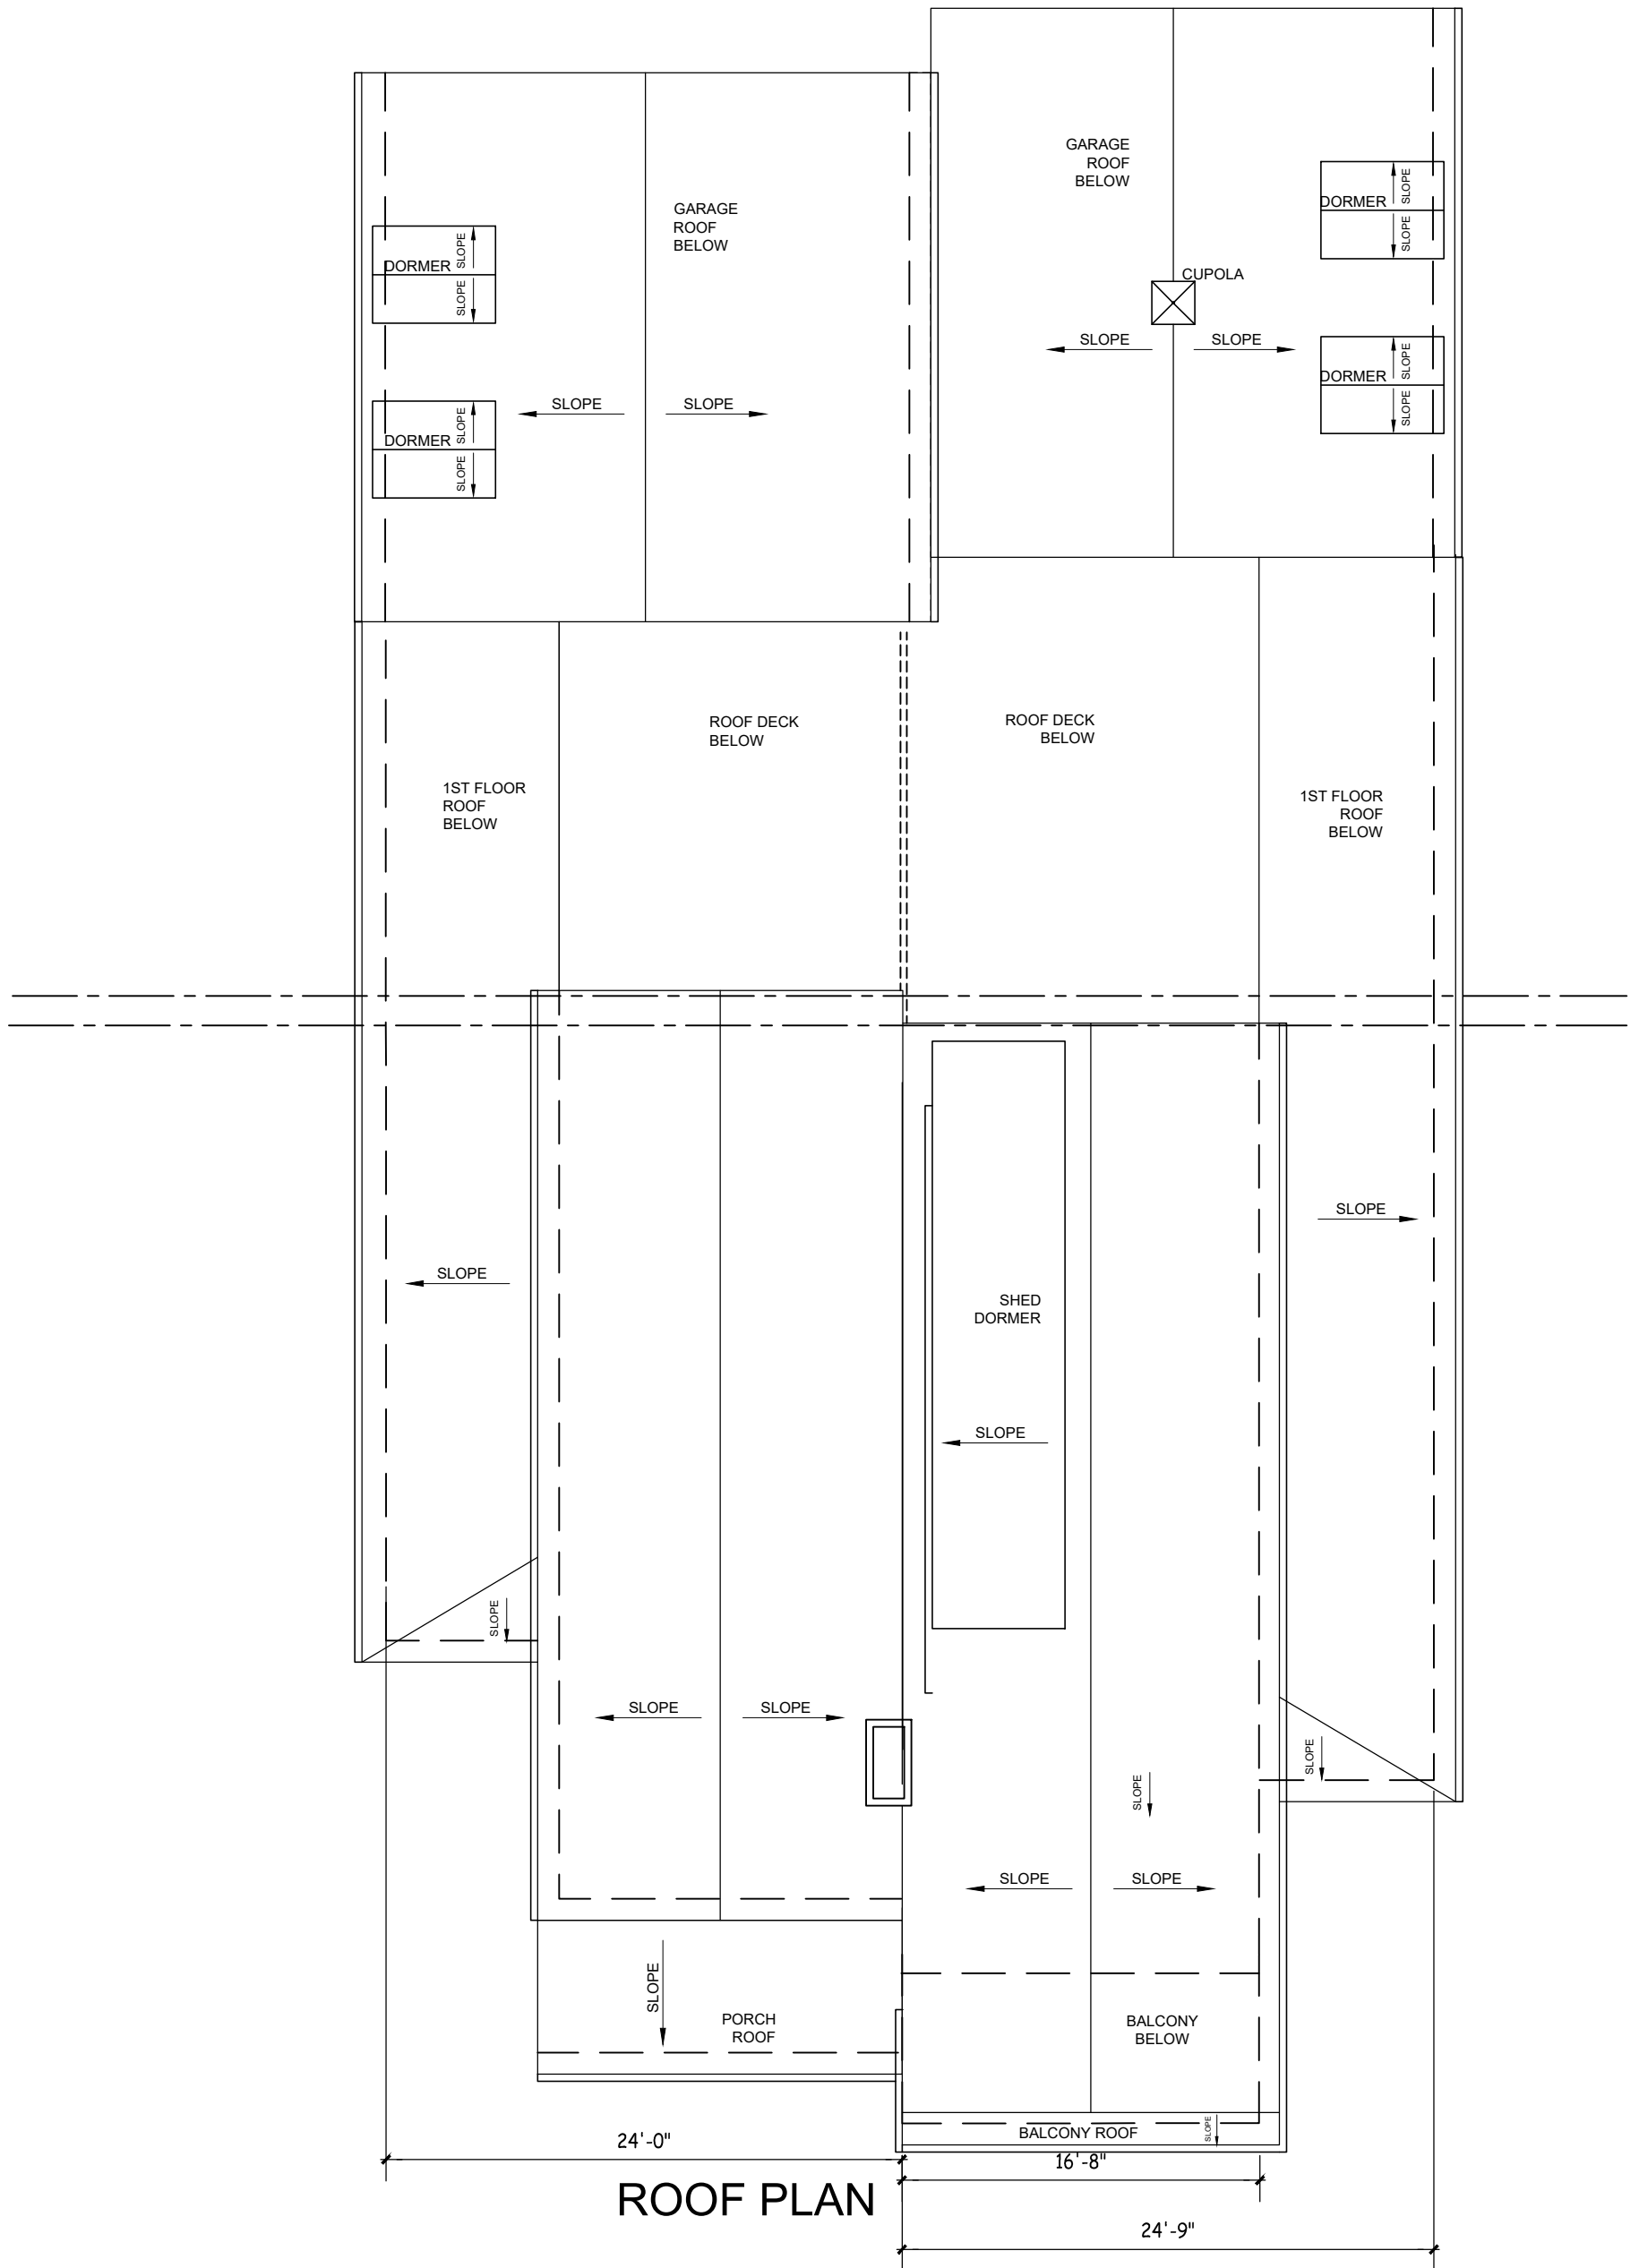 GARAGE
ROOF
BELOW
SLOPE
DORMER
SLOPE
GARAGE
ROOF
BELOW
SLOPE
DORMER
SLOPE
CUPOLA
SLOPE
SLOPE
SLOPE
DORMER
SLOPE
SLOPE
DORMER
SLOPE
SLOPE
SLOPE
ROOF DECK
BELOW
ROOF DECK
BELOW
1ST FLOOR
ROOF
BELOW
1ST FLOOR
ROOF
BELOW
SLOPE
SLOPE
SHED
DORMER
SLOPE
SLOPE
SLOPE
SLOPE
SLOPE
SLOPE
SLOPE
SLOPE
SLOPE
PORCH
ROOF
BALCONY
BELOW
BALCONY ROOF
SLOPE
24'-0"
16'-8"
ROOF PLAN
24'-9"